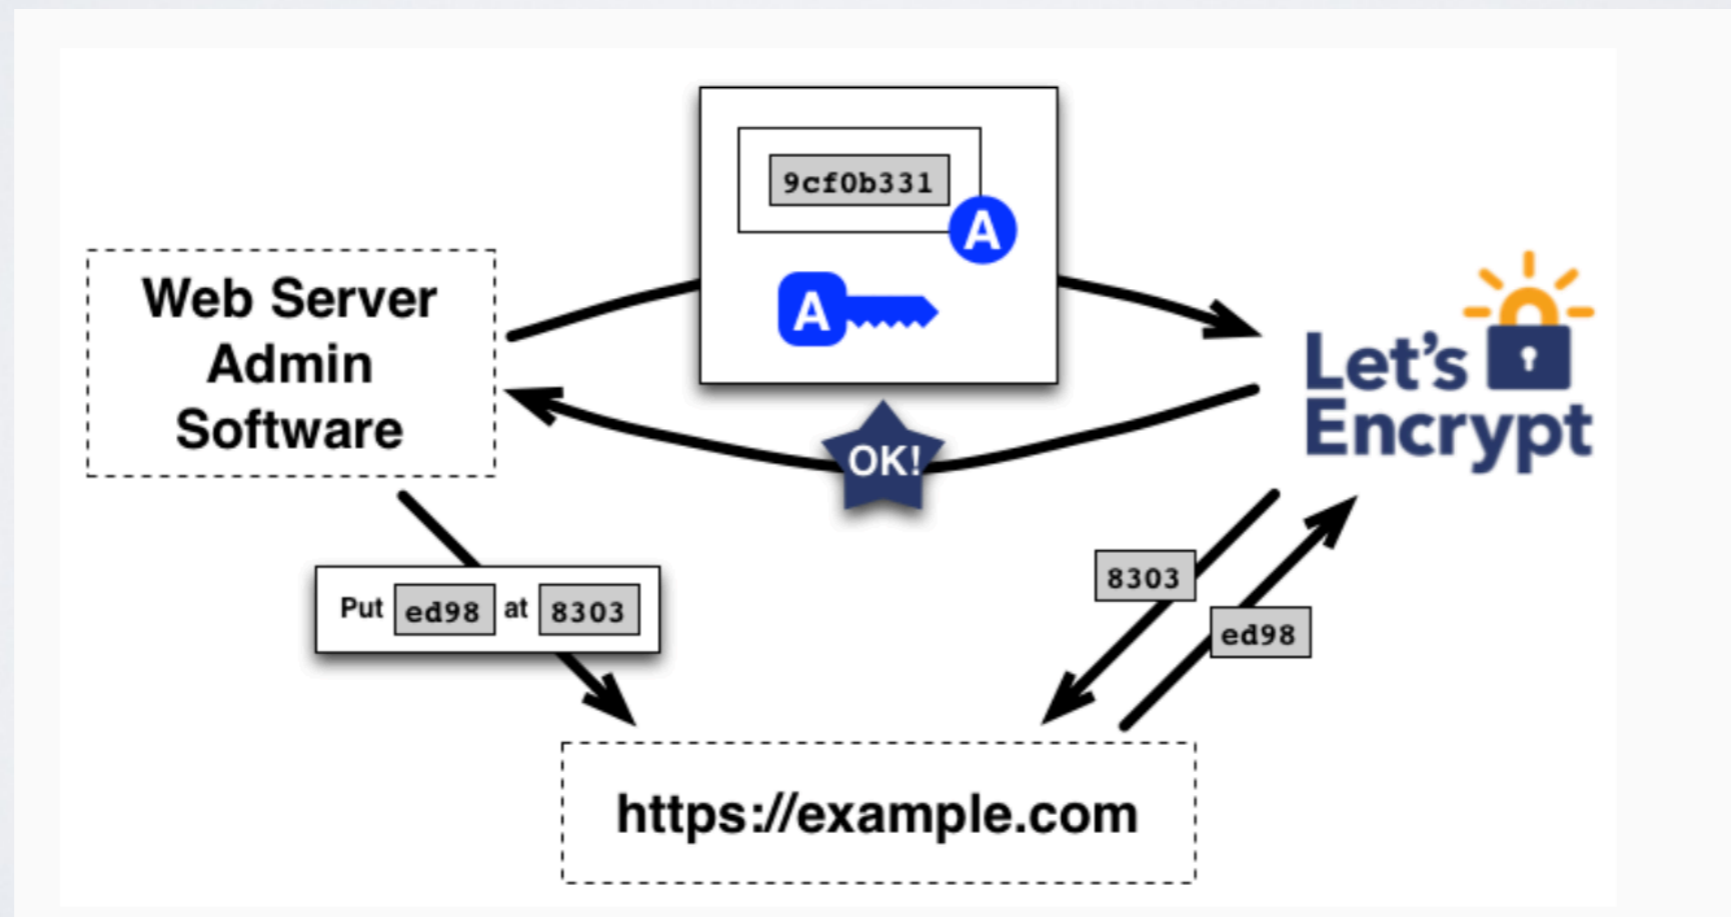 9cf0b331
A
A
Web Server
Admin
Software
Let's
Encrypt
OK!
Put ed98 at 8303
8303
ed98
https://example.com